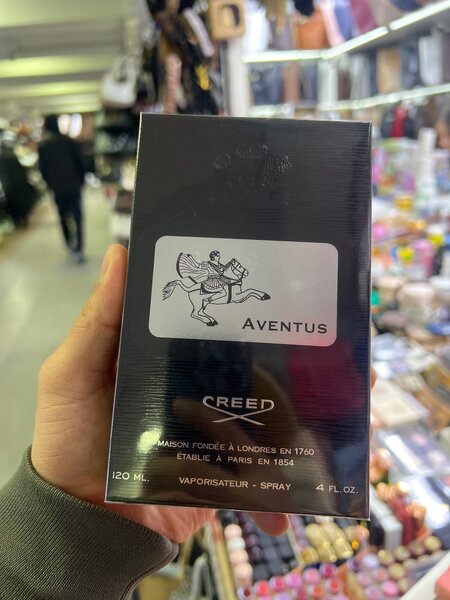 AVENTUS
CREED
MAISON FONDÉE À LONDRES EN 1760
ÉTABLIE À PARIS EN 1854
120 ML. VAPORISATEUR - SPRAY 4 FL. OZ.